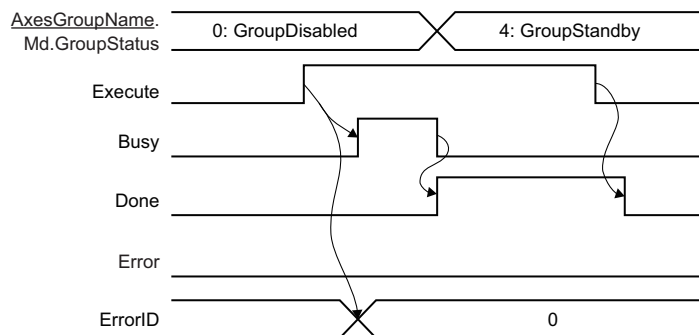 AxesGroupName.
Md.GroupStatus
0: GroupDisabled
4: GroupStandby
Execute
Busy
Done
Error
ErrorID
0